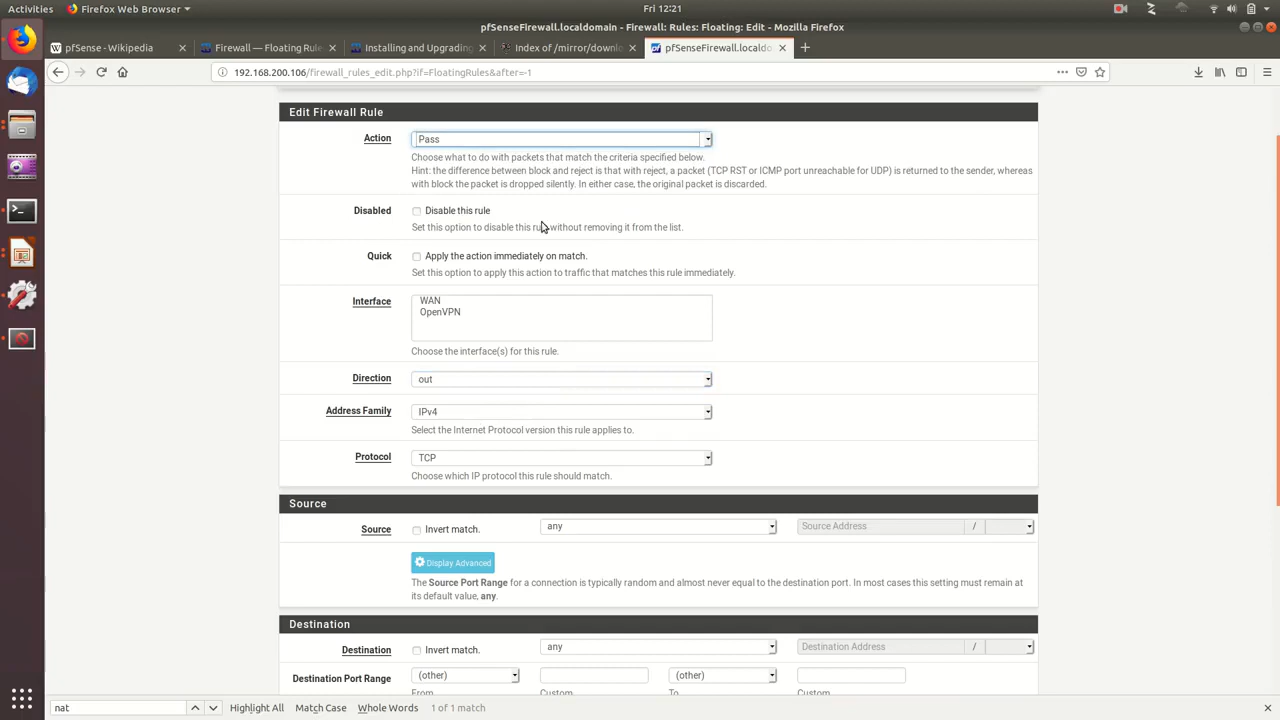 Activities Firefox Web Browser Fri 12:21
pfSenseFirewall.localdomain - Firewall: Rules: Floating: Edit - Mozilla Firefox
pfSense - Wikipedia Firewall — Floating Rule Installing and Upgrading Index of /mirror/downlo pfSenseFirewall.localdo
192.168.200.106/firewall_rules_edit.php?if=FloatingRules&after=-1
Edit Firewall Rule
Action Pass
Choose what to do with packets that match the criteria specified below.
Hint: the difference between block and reject is that with reject, a packet (TCP RST or ICMP port unreachable for UDP) is returned to the sender, whereas
with block the packet is dropped silently. In either case, the original packet is discarded.
Disabled Disable this rule
Set this option to disable this rule without removing it from the list.
Quick Apply the action immediately on match.
Set this option to apply this action to traffic that matches this rule immediately.
Interface WAN
OpenVPN
Choose the interface(s) for this rule.
Direction out
Address Family IPv4
Select the Internet Protocol version this rule applies to.
Protocol TCP
Choose which IP protocol this rule should match.
Source
Source Invert match. any Source Address /
Display Advanced
The Source Port Range for a connection is typically random and almost never equal to the destination port. In most cases this setting must remain at
its default value, any.
Destination
Destination Invert match. any Destination Address /
Destination Port Range (other) (other)
From Custom To Custom
nat Highlight All Match Case Whole Words 1 of 1 match